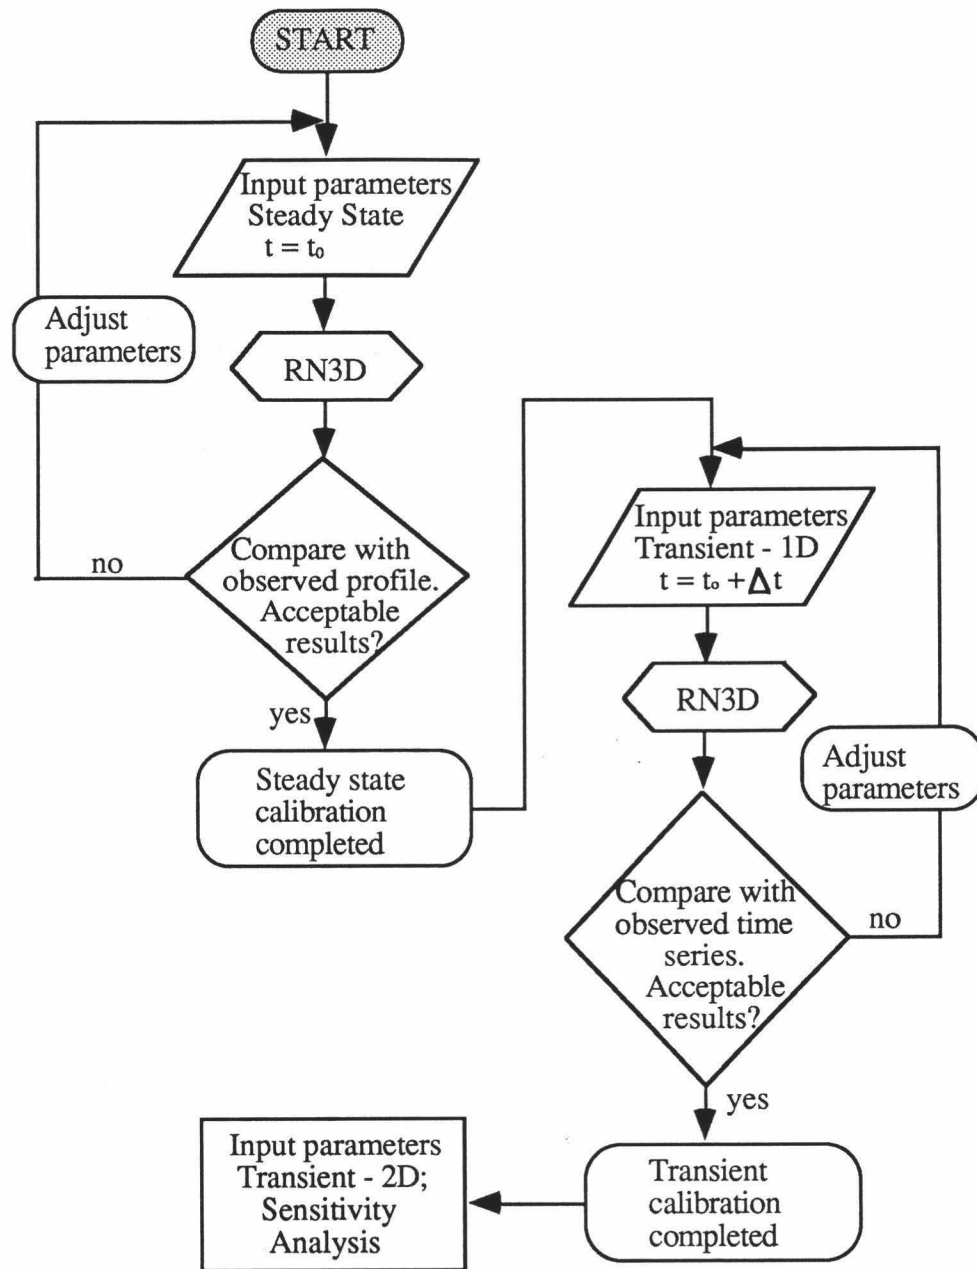 START
Input parameters
Steady State
t = t₀
Adjust
parameters
RN3D
Compare with
observed profile.
Acceptable
results?
no
yes
Steady state
calibration
completed
Input parameters
Transient - 1D
t = t₀ + Δ t
RN3D
Adjust
parameters
Compare with
observed time
series.
Acceptable
results?
no
yes
Transient
calibration
completed
Input parameters
Transient - 2D;
Sensitivity
Analysis